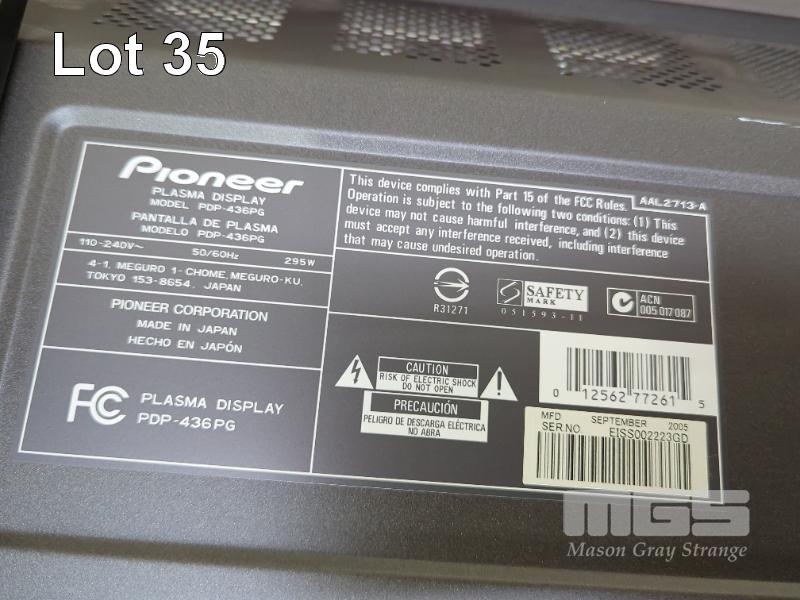 Lot 35
Pioneer
PLASMA DISPLAY
MODEL PDP-436PG
PANTALLA DE PLASMA
MODELO PDP-436PG
110-240V~ 50/60Hz 295W
4-1, MEGURO 1-CHOME, MEGURO-KU,
TOKYO 153-8654, JAPAN
PIONEER CORPORATION
MADE IN JAPAN
HECHO EN JAPÓN
FC PLASMA DISPLAY
PDP-436PG
This device complies with Part 15 of the FCC Rules.
Operation is subject to the following two conditions: (1) This
device may not cause harmful interference, and (2) this device
must accept any interference received, including interference
that may cause undesired operation.
AAL2713-A
R31271
SAFETY
MARK
051593-11
ACN
005 017 087
CAUTION
RISK OF ELECTRIC SHOCK
DO NOT OPEN
PRECAUCIÓN
PELIGRO DE DESCARGA ELÉCTRICA
NO ABRA
0 12562 77261 5
MFD SEPTEMBER 2005
SER.NO. EISS002223GD
MGS
Mason Gray Strange